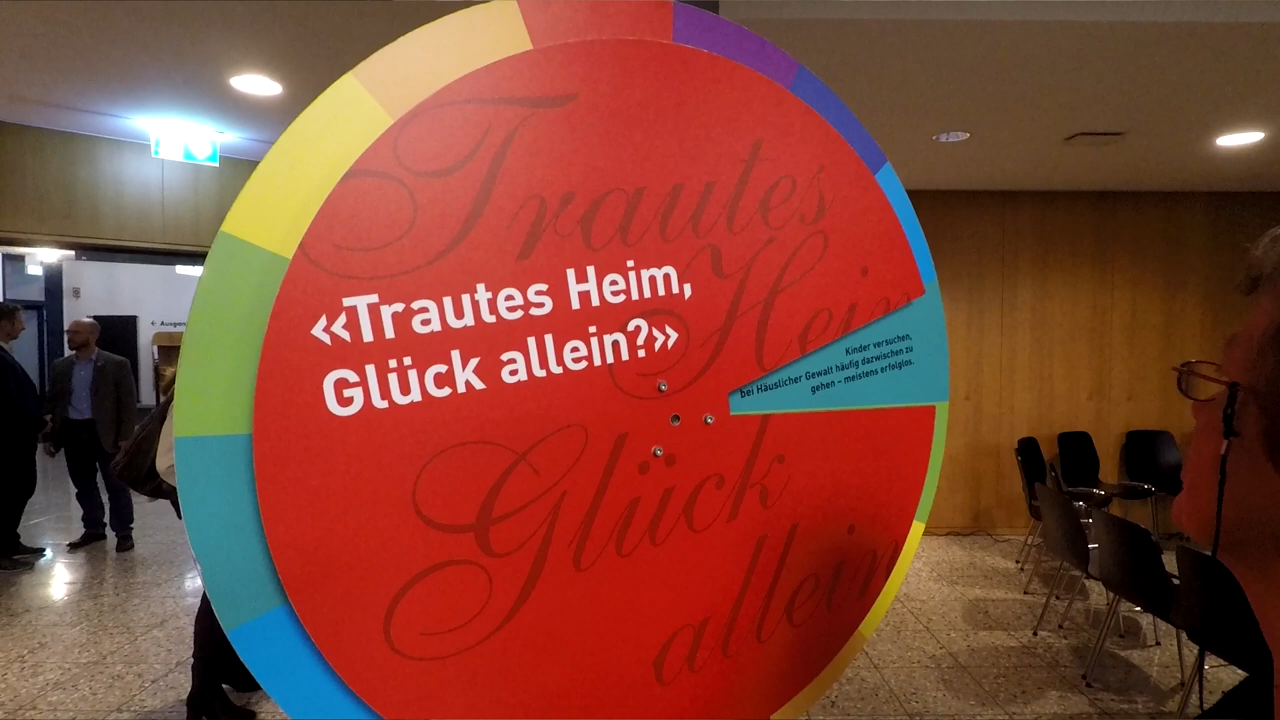 Trautes
Heim
«Trautes Heim,
Glück allein?»
Kinder versuchen,
bei Häuslicher Gewalt häufig dazwischen zu
gehen – meistens erfolglos.
Glück
allein
← Ausgang